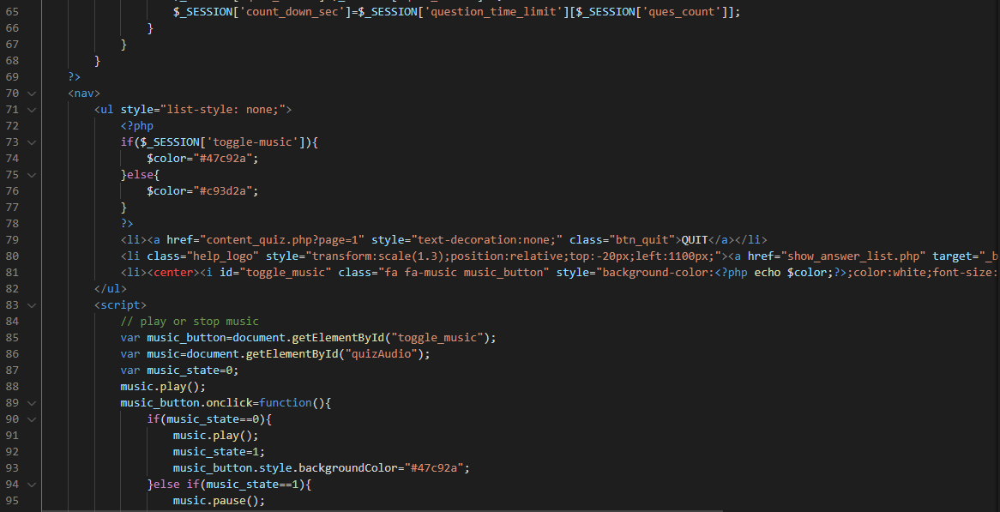 65 $_SESSION['count_down_sec']=$_SESSION['question_time_limit'][$_SESSION['ques_count']];
66 }
67 }
68 }
69 ?>
70 <nav>
71 <ul style="list-style: none;">
72 <?php
73 if($_SESSION['toggle-music']){
74 $color="#47c92a";
75 }else{
76 $color="#c93d2a";
77 }
78 ?>
79 <li><a href="content_quiz.php?page=1" style="text-decoration:none;" class="btn_quit">QUIT</a></li>
80 <li class="help_logo" style="transform:scale(1.3);position:relative;top:-20px;left:1100px;"><a href="show_answer_list.php" target="_b
81 <li><center><i id="toggle_music" class="fa fa-music music_button" style="background-color:<?php echo $color;?>;color:white;font-size:
82 </ul>
83 <script>
84 // play or stop music
85 var music_button=document.getElementById("toggle_music");
86 var music=document.getElementById("quizAudio");
87 var music_state=0;
88 music.play();
89 music_button.onclick=function(){
90 if(music_state==0){
91 music.play();
92 music_state=1;
93 music_button.style.backgroundColor="#47c92a";
94 }else if(music_state==1){
95 music.pause();